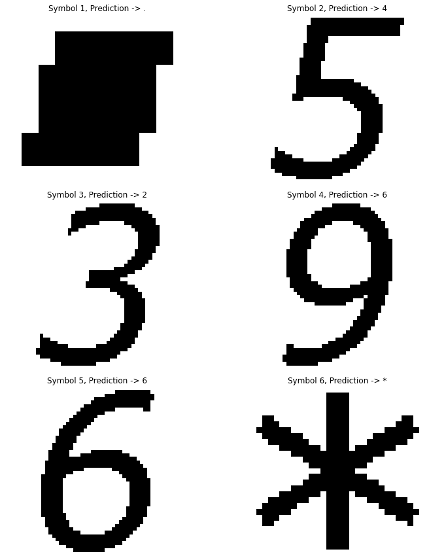 Symbol 1, Prediction -> .
Symbol 2, Prediction -> 4
. 5
Symbol 3, Prediction -> 2
Symbol 4, Prediction -> 6
3 9
Symbol 5, Prediction -> 6
Symbol 6, Prediction -> *
6 *